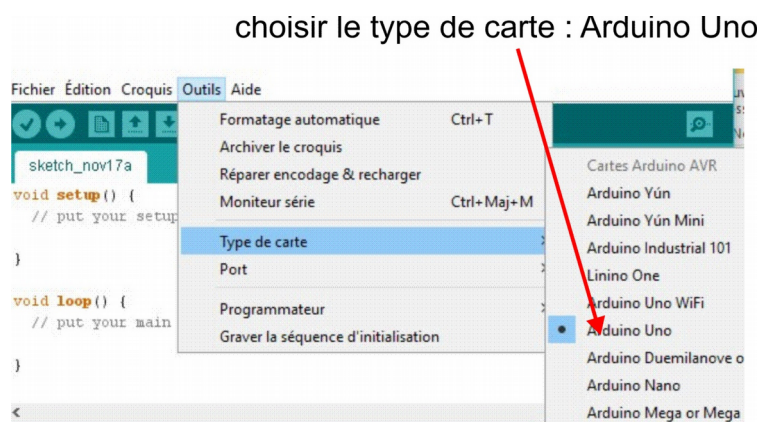 choisir le type de carte : Arduino Uno
Fichier Édition Croquis Outils Aide
sketch_nov17a
void setup() {
// put your setup
}
void loop() {
// put your main
}
Formatage automatique Ctrl+T
Archiver le croquis
Réparer encodage & recharger
Moniteur série Ctrl+Maj+M
Type de carte
Port
Programmateur
Graver la séquence d'initialisation
Cartes Arduino AVR
Arduino Yún
Arduino Yún Mini
Arduino Industrial 101
Linino One
Arduino Uno WiFi
Arduino Uno
Arduino Duemilanove o
Arduino Nano
Arduino Mega or Mega